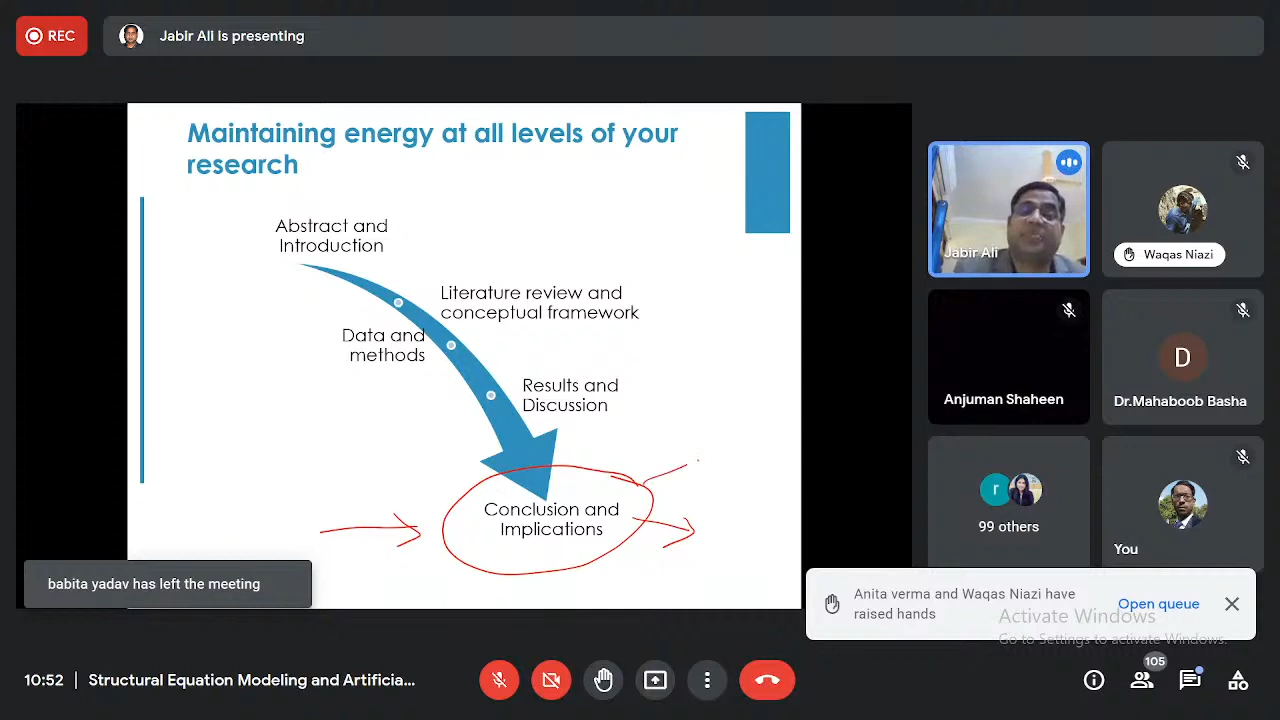 REC
Jabir Ali is presenting
Maintaining energy at all levels of your
research
Abstract and
Introduction
Literature review and
conceptual framework
Data and
methods
Results and
Discussion
Conclusion and
Implications
babita yadav has left the meeting
Jabir Ali
Waqas Niazi
Anjuman Shaheen
D
Dr.Mahaboob Basha
r
99 others
You
Anita verma and Waqas Niazi have
raised hands
Open queue
Activate Windows
Go to Settings to activate Windows.
10:52
Structural Equation Modeling and Artificia...
105